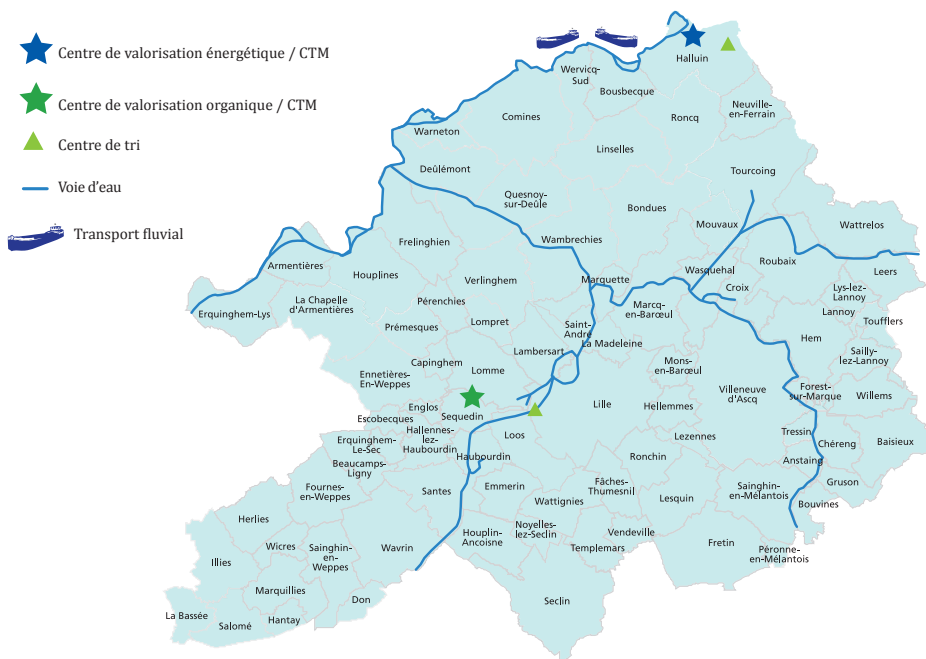 Centre de valorisation énergétique / CTM
Centre de valorisation organique / CTM
Centre de tri
Voie d'eau
Transport fluvial
Halluin
Wervicq-
Sud
Bousbecque
Neuville-
en-Ferrain
Roncq
Comines
Warneton
Linselles
Deûlémont
Tourcoing
Quesnoy-
sur-Deûle
Bondues
Mouvaux
Wattrelos
Frelinghien
Wambrechies
Armentières
Houplines
Verlinghem
Marquette
Wasquehal
Roubaix
Leers
Croix
Lys-lez-
Lannoy
Lannoy
Toufflers
Erquinghem-Lys
La Chapelle
d'Armentières
Pérenchies
Marcq-
en-Barœul
Prémesques
Lompret
Saint-
André
La Madeleine
Hem
Sailly-
lez-Lannoy
Lambersart
Capinghem
Lomme
Mons-
en-Barœul
Ennetières-
En-Weppes
Villeneuve
d'Ascq
Forest-
sur-Marque
Willems
Englos
Sequedin
Lille
Hellemmes
Escobecques
Hallennes-
lez-
Haubourdin
Loos
Lezennes
Tressin
Chéreng
Baisieux
Erquinghem-
Le-Sec
Haubourdin
Ronchin
Anstaing
Beaucamps-
Ligny
Gruson
Fournes-
en-Weppes
Santes
Emmerin
Wattignies
Fâches-
Thumesnil
Lesquin
Sainghin-
en-Mélantois
Bouvines
Herlies
Houplin-
Ancoisne
Noyelles-
lez-Seclin
Vendeville
Templemars
Fretin
Péronne-
en-Mélantois
Illies
Wicres
Sainghin-
en-
Weppes
Wavrin
Marquillies
Don
Seclin
La Bassée
Salomé
Hantay